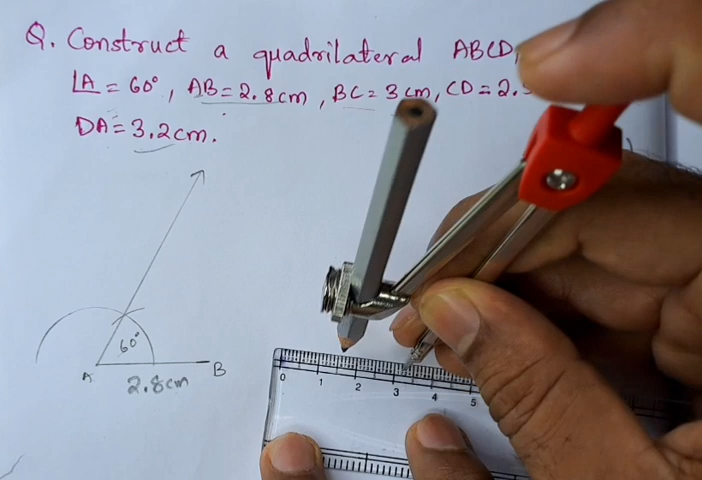 Q. Construct a quadrilateral ABCD,
∠A = 60°, AB = 2.8cm, BC = 3cm, CD = 2.
DA = 3.2cm.
60°
A 2.8cm B
0 1 2 3 4 5